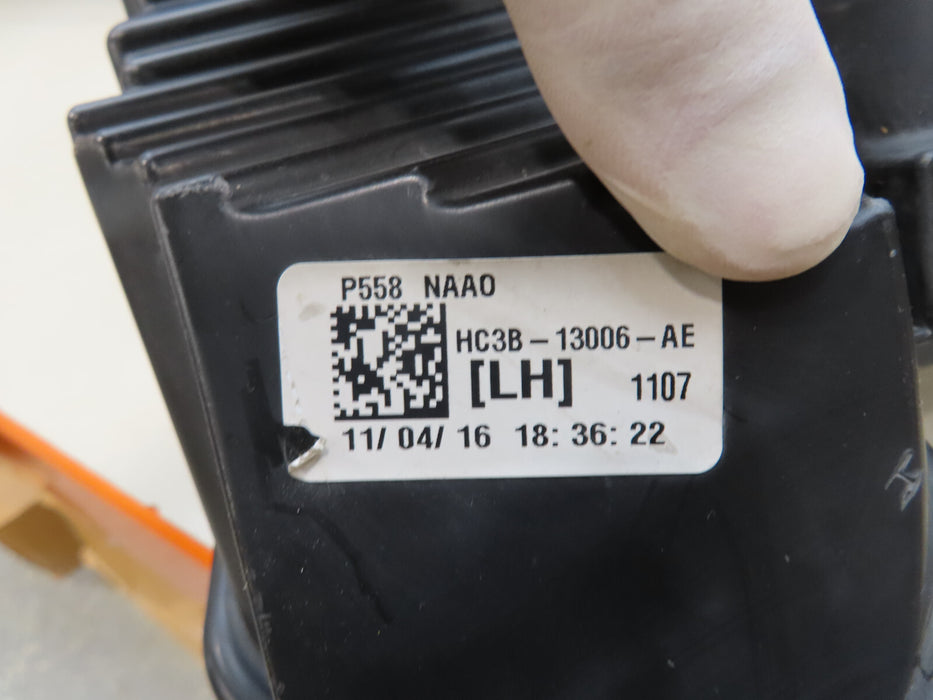 P558 NAAO
HC3B-13006-AE
[LH] 1107
11/ 04/ 16 18: 36: 22